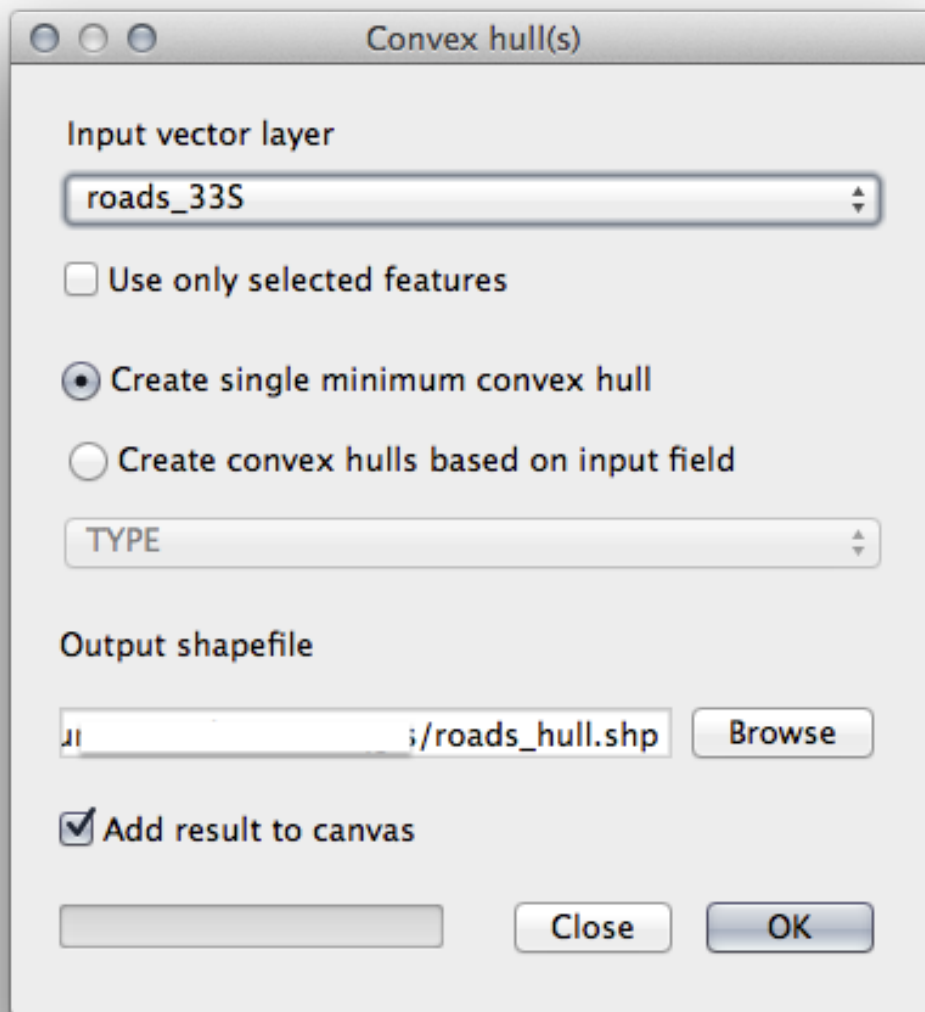 Convex hull(s)
Input vector layer
roads_33S
Use only selected features
Create single minimum convex hull
Create convex hulls based on input field
TYPE
Output shapefile
/roads_hull.shp
Browse
Add result to canvas
Close
OK